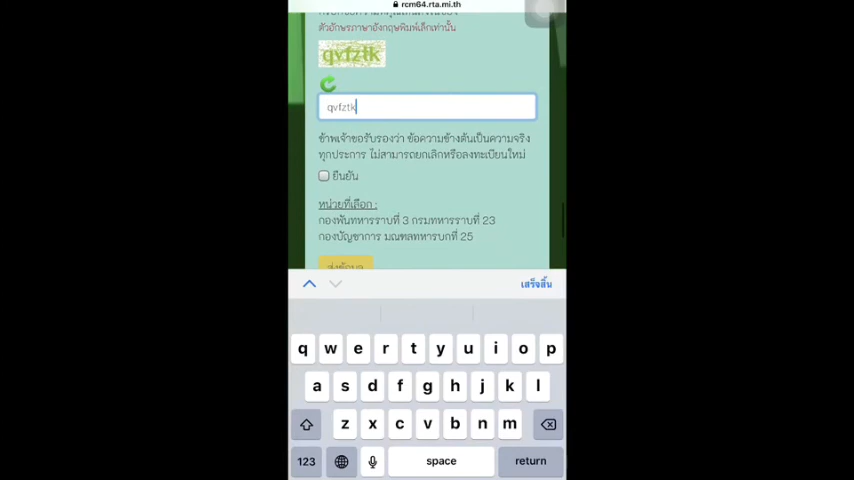 rcm64.rta.mi.th
ตัวอักษรภาษาอังกฤษพิมพ์เล็กเท่านั้น
qvfztk
qvfztk
ข้าพเจ้าขอรับรองว่า ข้อความข้างต้นเป็นความจริง
ทุกประการ ไม่สามารถยกเลิกหรือลงทะเบียนใหม่
ยืนยัน
หน่วยที่เลือก :
กองพันทหารราบที่ 3 กรมทหารราบที่ 23
กองบัญชาการ มณฑลทหารบกที่ 25
ส่งข้อมูล
เสร็จสิ้น
q w e r t y u i o p
a s d f g h j k l
z x c v b n m
123 space return